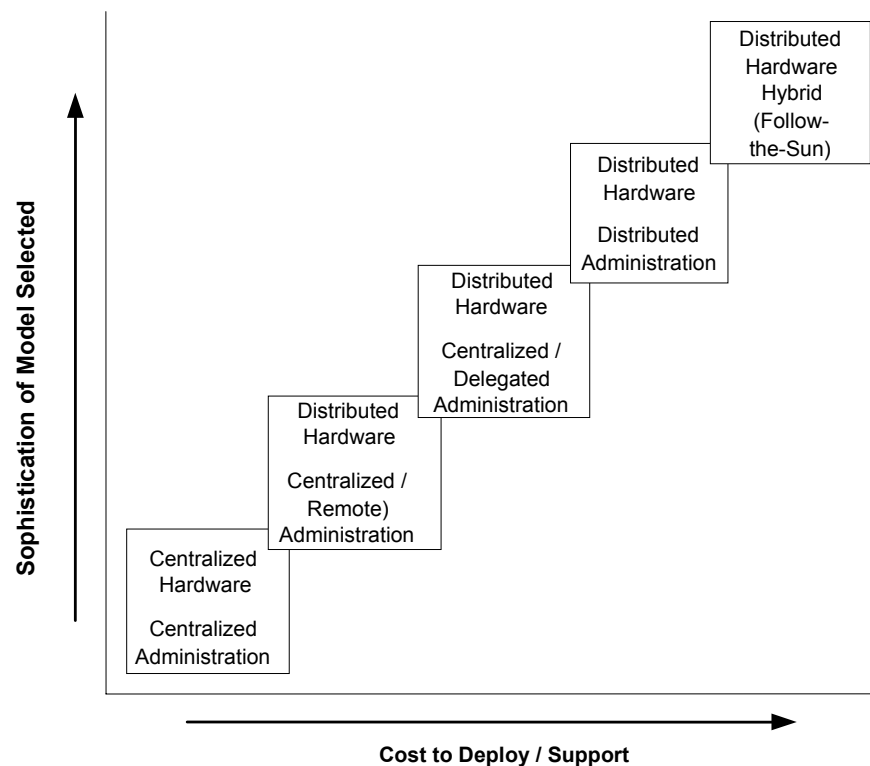 Distributed
Hardware
Hybrid
(Follow-
the-Sun)
Distributed
Hardware
Distributed
Administration
Distributed
Hardware
Centralized /
Delegated
Administration
Distributed
Hardware
Centralized /
Remote)
Administration
Centralized
Hardware
Centralized
Administration
Sophistication of Model Selected
Cost to Deploy / Support